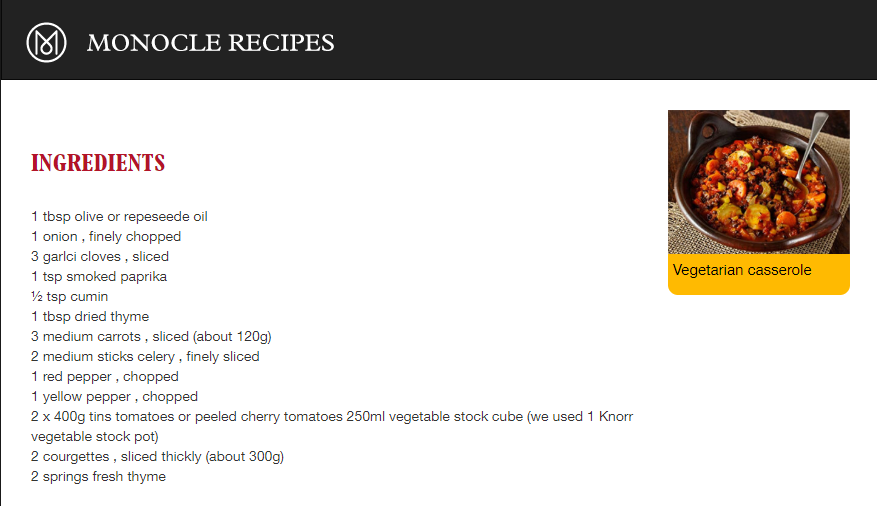 MONOCLE RECIPES
INGREDIENTS
1 tbsp olive or repeseede oil
1 onion , finely chopped
3 garlci cloves , sliced
1 tsp smoked paprika
½ tsp cumin
1 tbsp dried thyme
3 medium carrots , sliced (about 120g)
2 medium sticks celery , finely sliced
1 red pepper , chopped
1 yellow pepper , chopped
2 x 400g tins tomatoes or peeled cherry tomatoes 250ml vegetable stock cube (we used 1 Knorr
vegetable stock pot)
2 courgettes , sliced thickly (about 300g)
2 springs fresh thyme
Vegetarian casserole